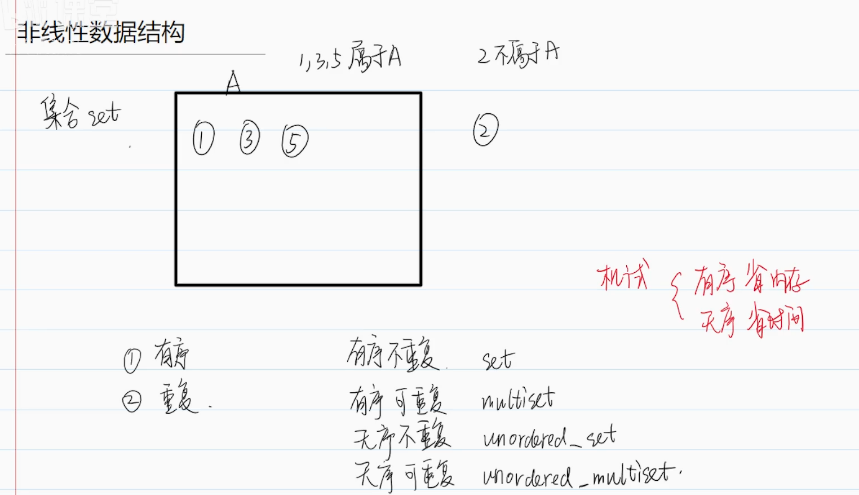 非线性数据结构
1,3,5 属于A 2不属于A
A
集合 set
① ③ ⑤ ②
机试
有序 省内存
无序 省时间
① 有序
② 重复.
有序不重复 set
有序可重复 multiset
无序不重复 unordered_set
无序可重复 unordered_multiset.